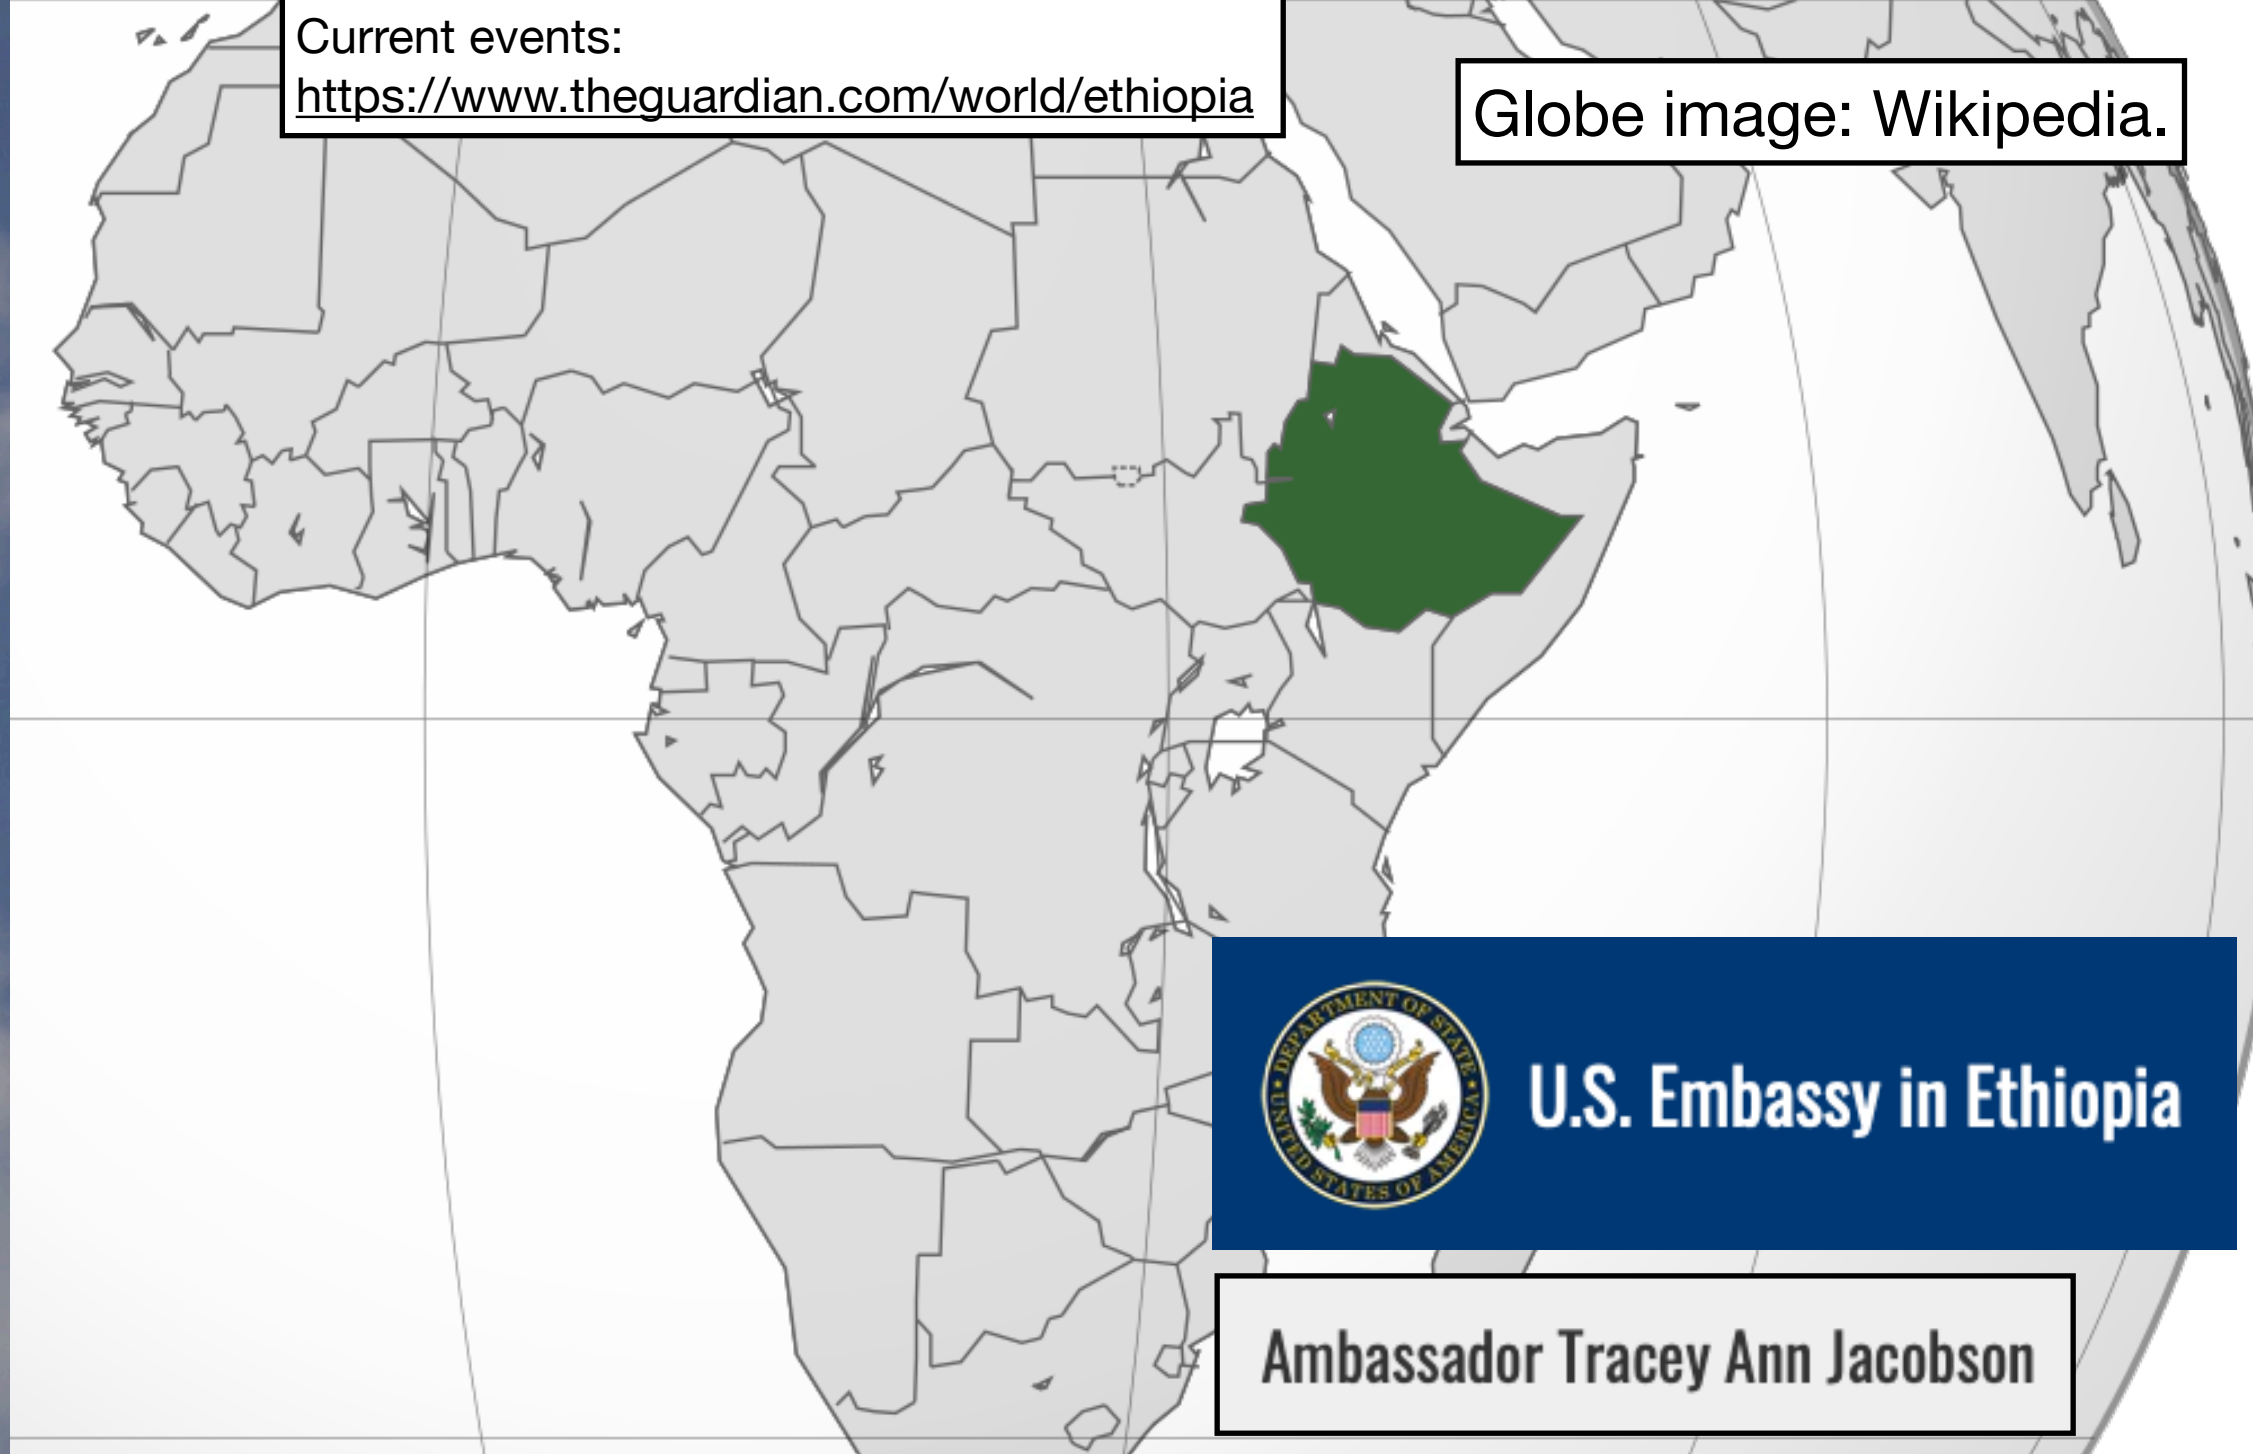 Current events:
https://www.theguardian.com/world/ethiopia
Globe image: Wikipedia.
DEPARTMENT OF STATE
UNITED STATES OF AMERICA
U.S. Embassy in Ethiopia
Ambassador Tracey Ann Jacobson